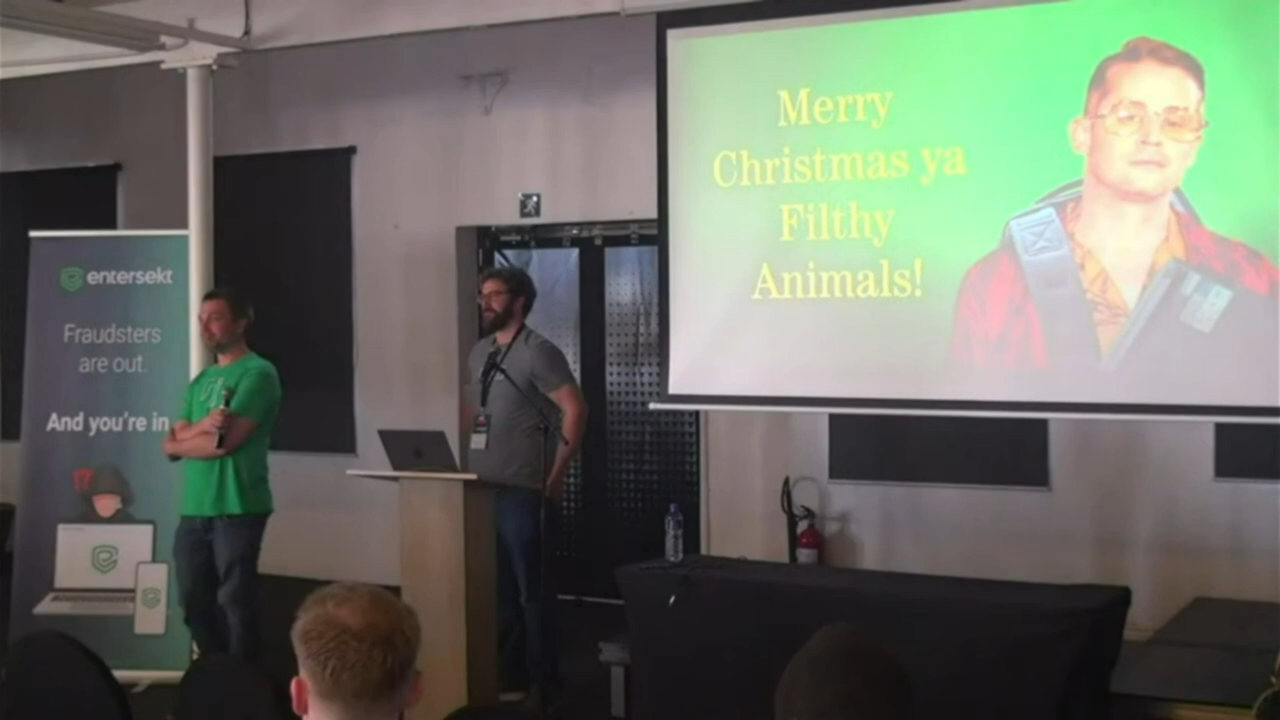 entersekt
Fraudsters
are out.
And you're in
Merry
Christmas ya
Filthy
Animals!